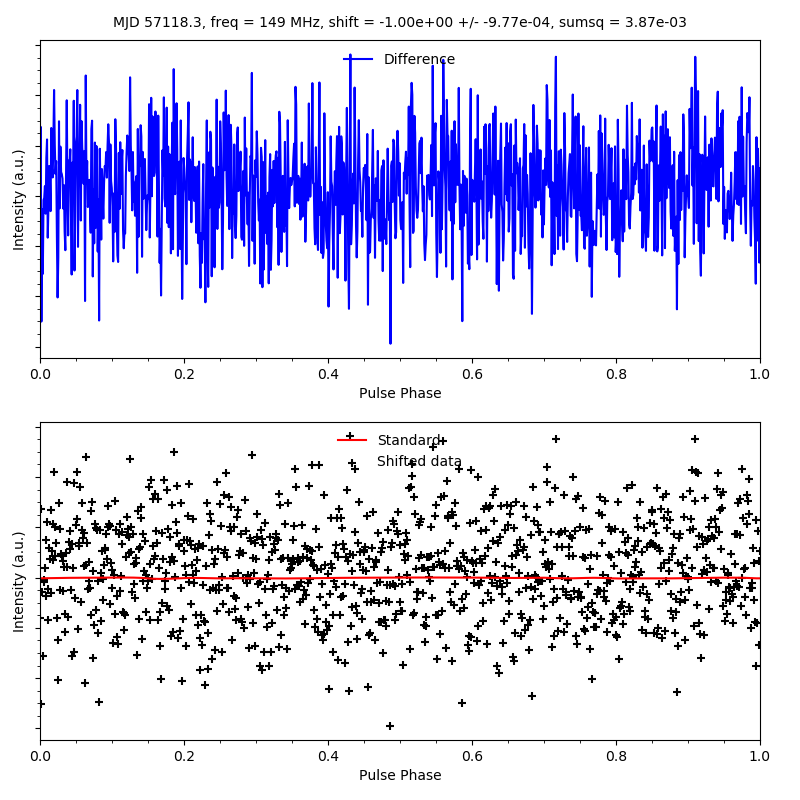 MJD 57118.3, freq = 149 MHz, shift = -1.00e+00 +/- -9.77e-04, sumsq = 3.87e-03
Difference
Intensity (a.u.)
0.0 0.2 0.4 0.6 0.8 1.0
Pulse Phase
Standard
Shifted data
Intensity (a.u.)
0.0 0.2 0.4 0.6 0.8 1.0
Pulse Phase